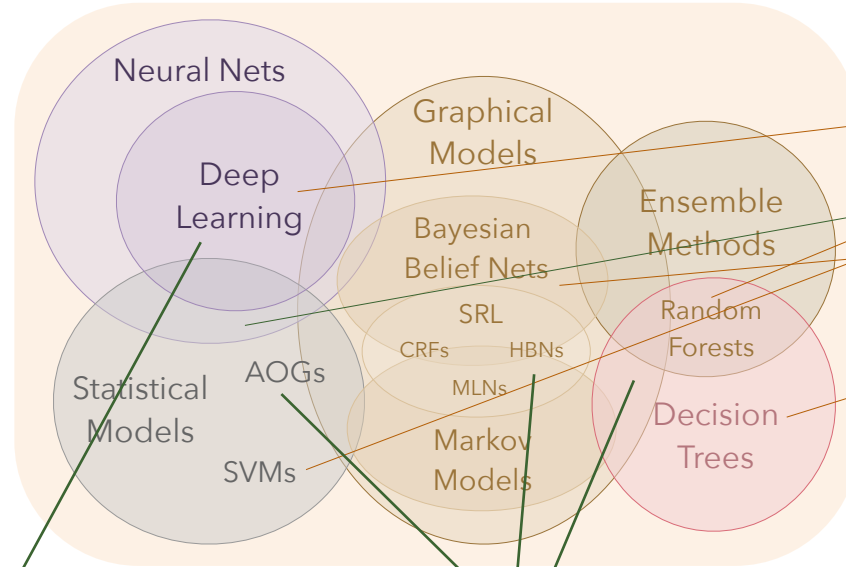 Neural Nets
Deep
Learning
Graphical
Models
Ensemble
Methods
Bayesian
Belief Nets
SRL
CRFs
HBNs
MLNs
Random
Forests
AOGs
Statistical
Models
SVMs
Markov
Models
Decision
Trees